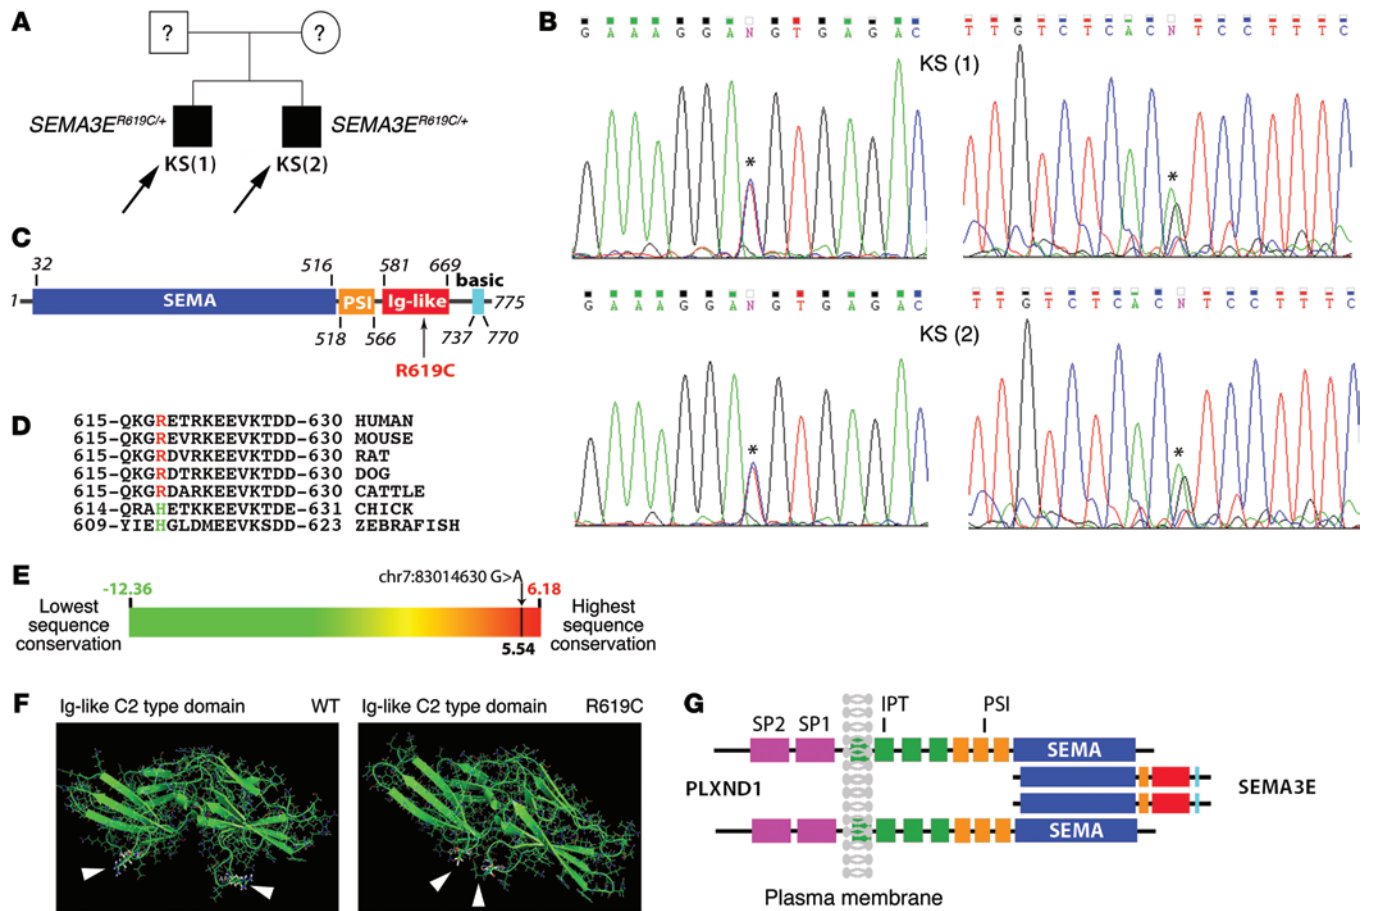 A
?
?
SEMA3ER619C/+
SEMA3ER619C/+
KS(1)
KS(2)
B
G A A A G G A N G T G A G A C
T T G T C T C A C N T C C T T T C
KS (1)
*
*
G A A A G G A N G T G A G A C
T T G T C T C A C N T C C T T T C
KS (2)
*
*
C
32
516
581
669
basic
1
SEMA
PSI
Ig-like
775
518
566
737
770
R619C
D
615-QKGRETRKEEVKTDD-630 HUMAN
615-QKGREVRKEEVKTDD-630 MOUSE
615-QKGRDVRKEEVKTDD-630 RAT
615-QKGRDTRKEEVKTDD-630 DOG
615-QKGRDARKEEVKTDD-630 CATTLE
614-QRAHETKKEEVKTDE-631 CHICK
609-YIEHGLDMEEVKSDD-623 ZEBRAFISH
E
-12.36
chr7:83014630 G>A
6.18
Lowest
sequence
conservation
Highest
sequence
conservation
5.54
F
Ig-like C2 type domain
WT
Ig-like C2 type domain
R619C
G
IPT
PSI
SP2
SP1
SEMA
PLXND1
SEMA3E
SEMA
Plasma membrane